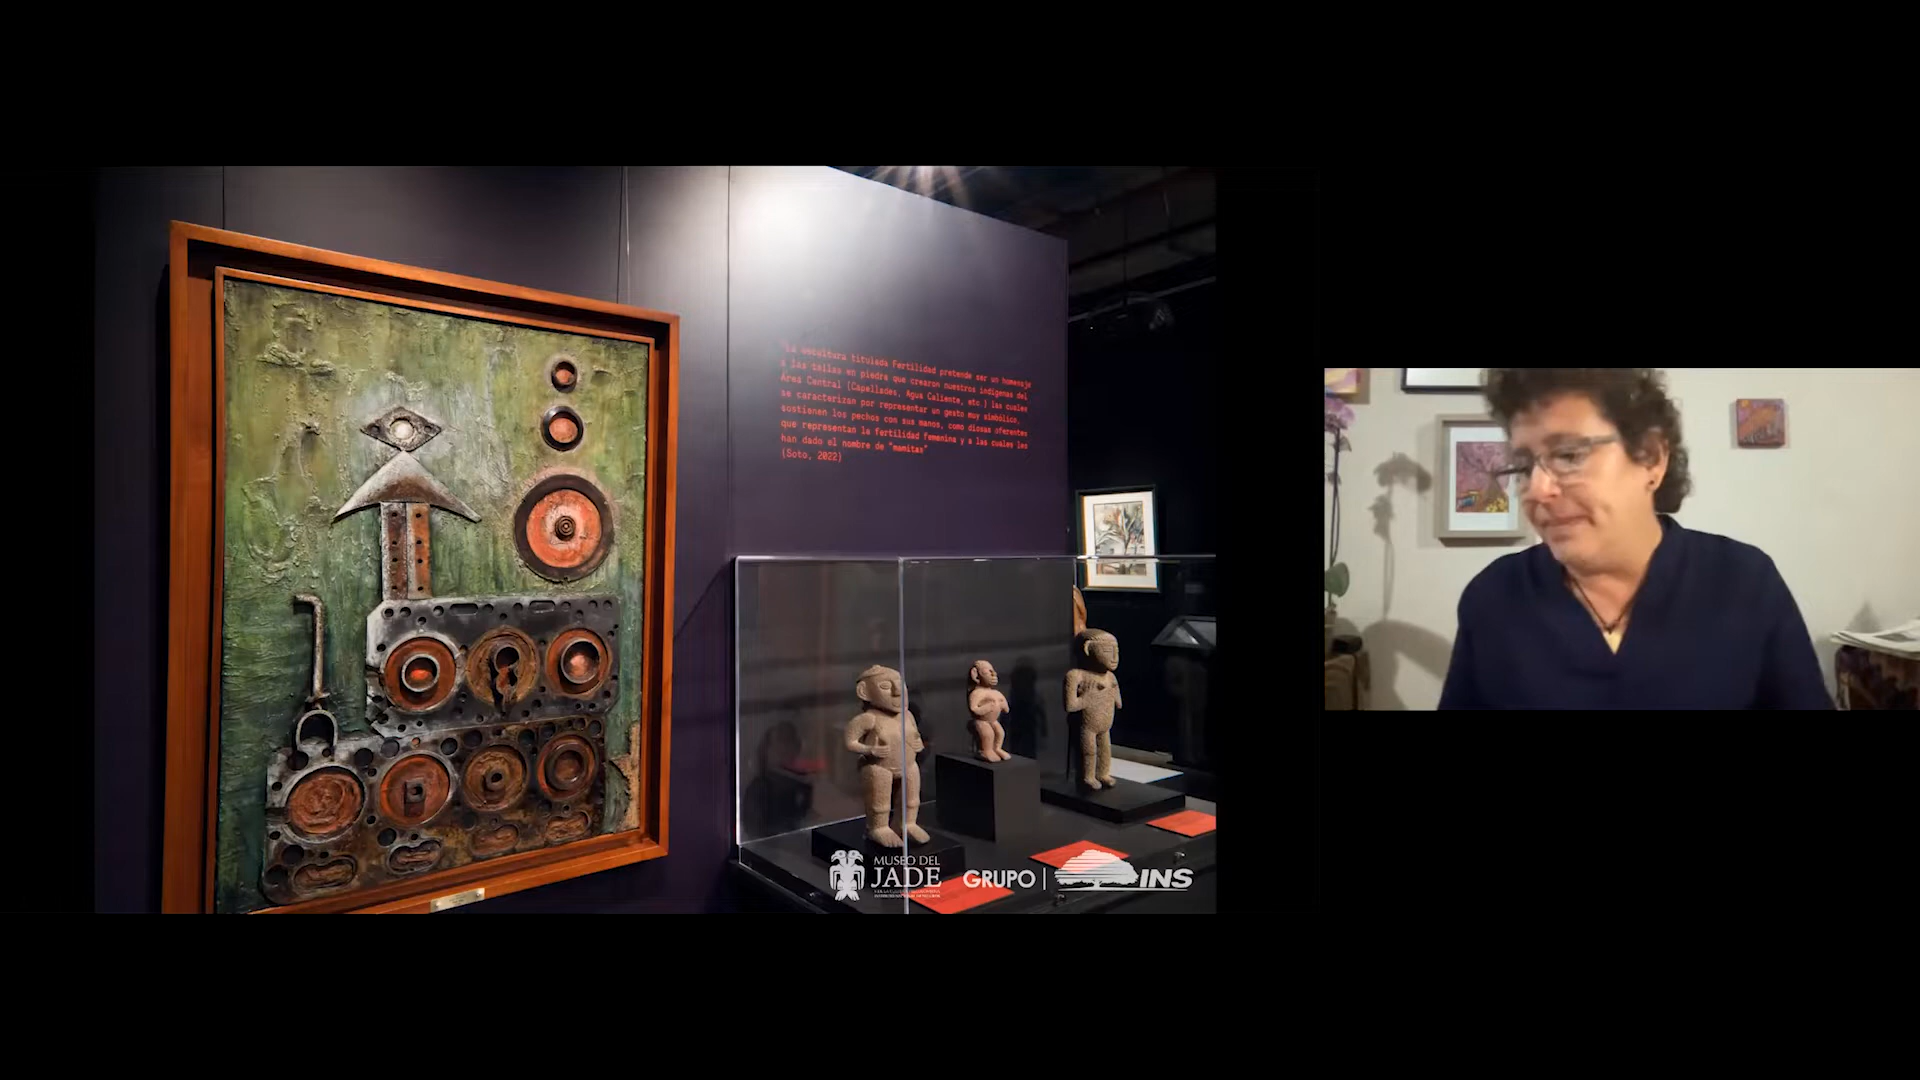 "La escultura titulada Fertilidad pretende ser un homenaje
a las tallas en piedra que crearon nuestros indígenas del
Área Central (Capellades, Agua Caliente, etc.) las cuales
se caracterizan por representar un gesto muy simbólico,
sustienen los pechos con sus manos, como diosas oferentes
que representan la fertilidad femenina y a las cuales les
han dado el nombre de "mamitas"
(Soto, 2022)
MUSEO DEL
JADE
GRUPO | INS